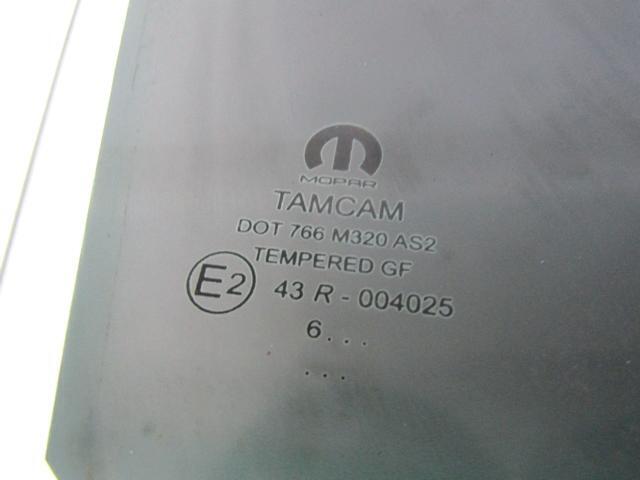 MOPAR
TAMCAM
DOT 766 M320 AS2
TEMPERED GF
E2 43 R - 004025
6...
...